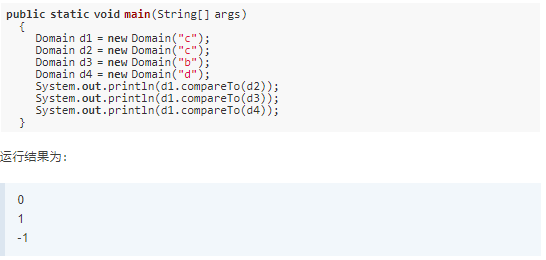 public static void main(String[] args)
{
Domain d1 = new Domain("c");
Domain d2 = new Domain("c");
Domain d3 = new Domain("b");
Domain d4 = new Domain("d");
System.out.println(d1.compareTo(d2));
System.out.println(d1.compareTo(d3));
System.out.println(d1.compareTo(d4));
}
运行结果为:
0
1
-1